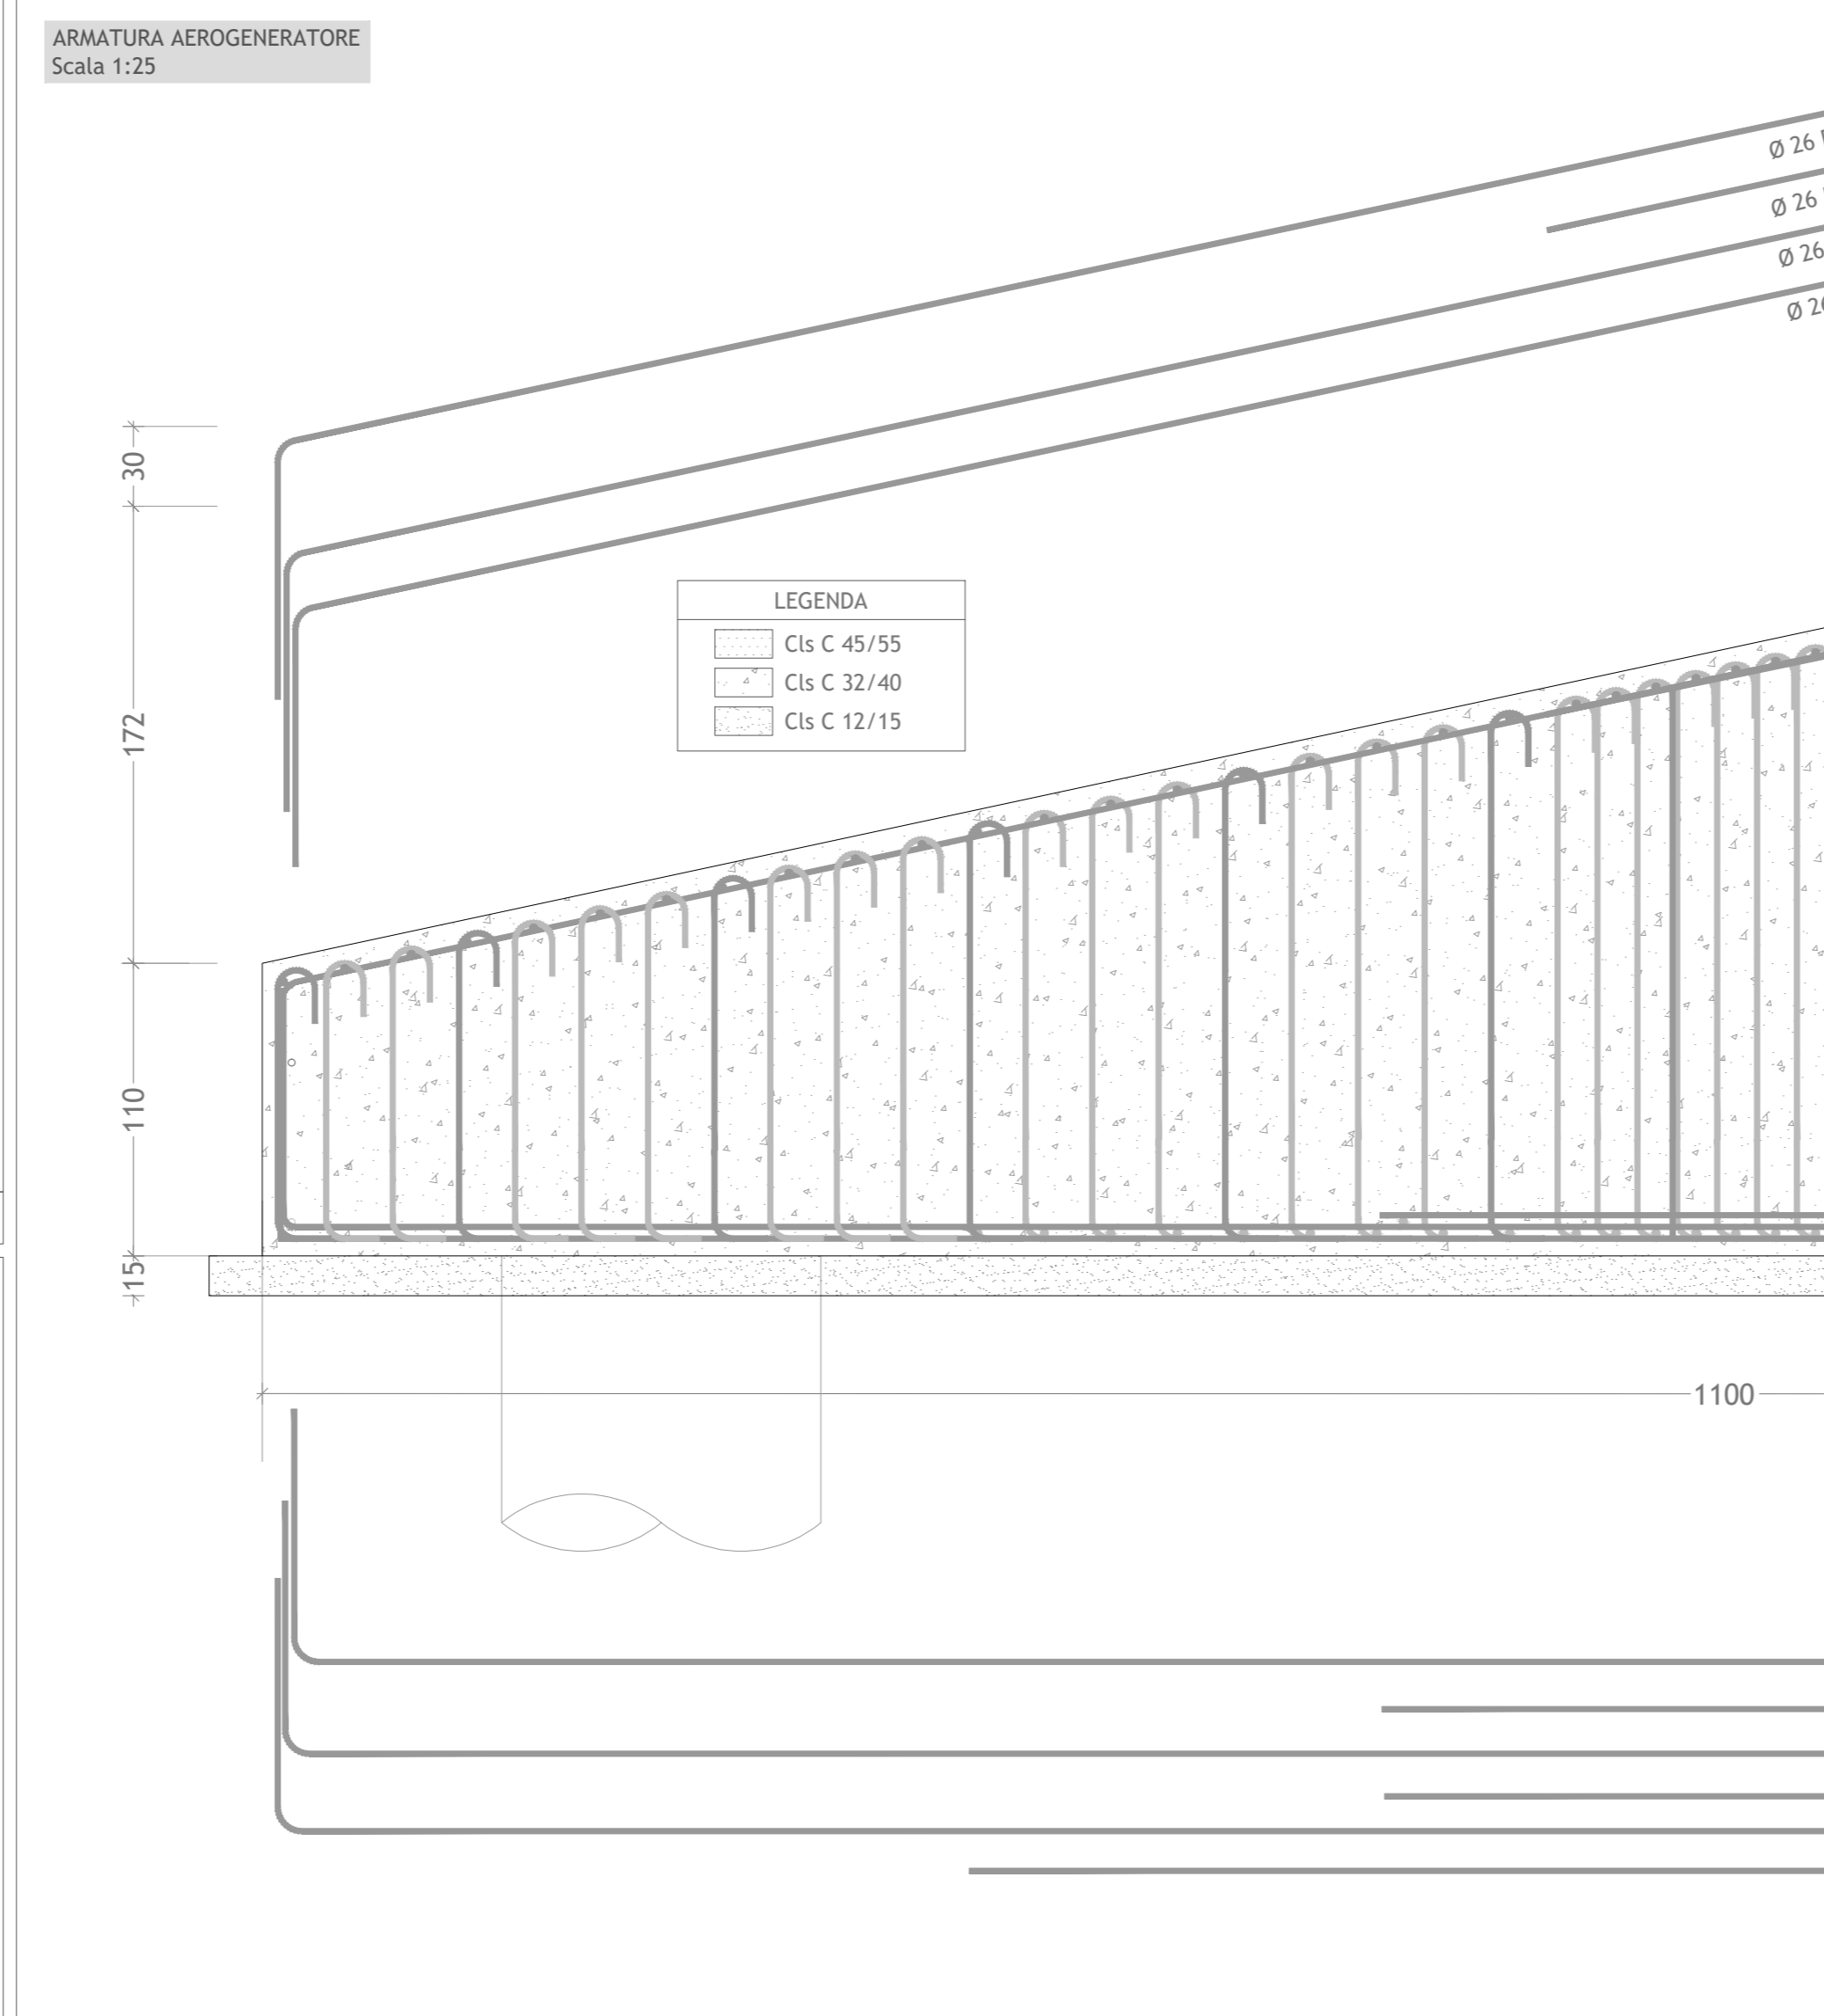 ARMATURA AEROGENERATORE
Scala 1:25
Ø 26
Ø 26
Ø 26
Ø 26
30
172
110
15
LEGENDA
Cls C 45/55
Cls C 32/40
Cls C 12/15
1100